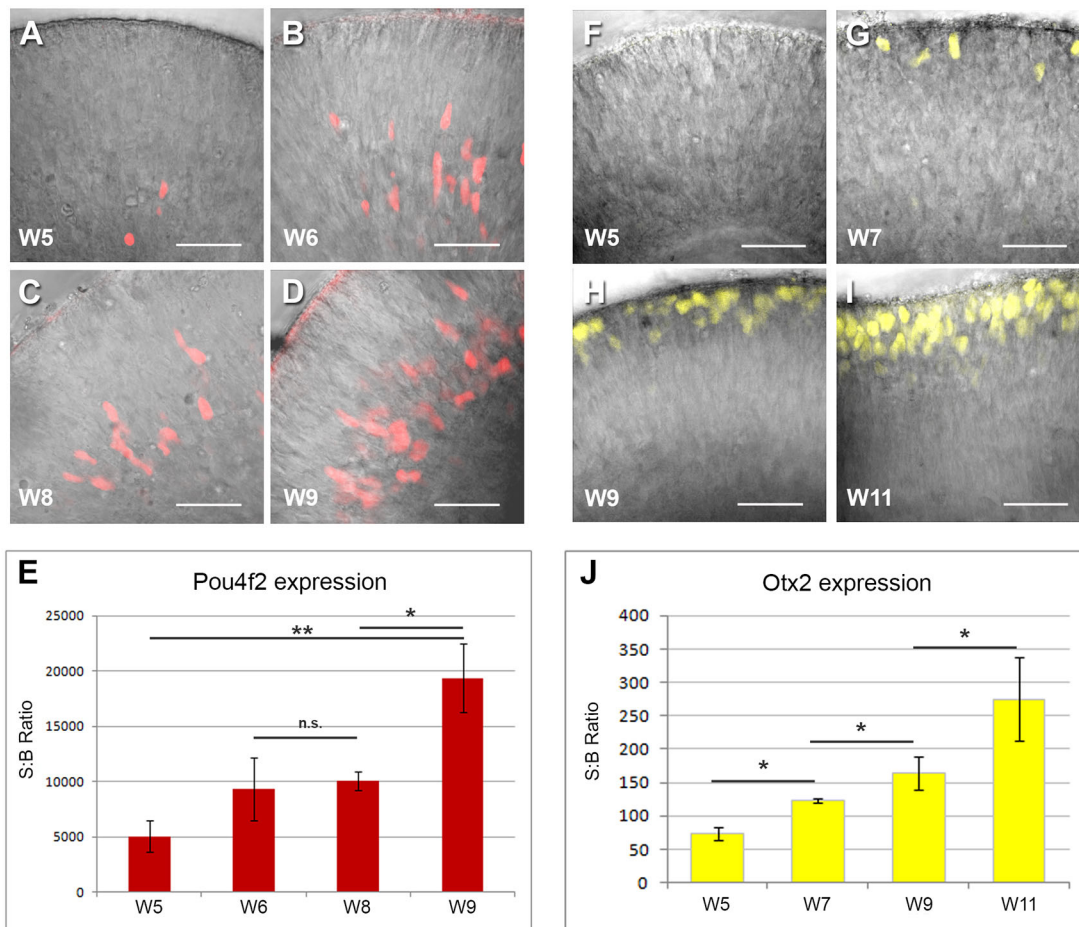 A
W5
B
W6
C
W8
D
W9
E
Pou4f2 expression
25000
20000
15000
10000
5000
0
S:B Ratio
**
*
n.s.
W5 W6 W8 W9
F
W5
G
W7
H
W9
I
W11
J
Otx2 expression
400
350
300
250
200
150
100
50
0
S:B Ratio
*
*
*
W5 W7 W9 W11